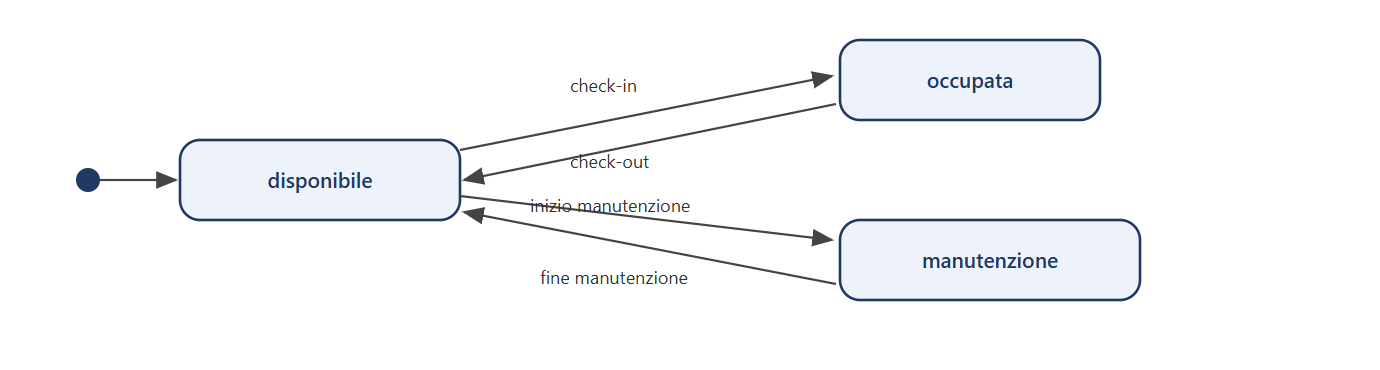 check-in
occupata
check-out
disponibile
inizio manutenzione
manutenzione
fine manutenzione